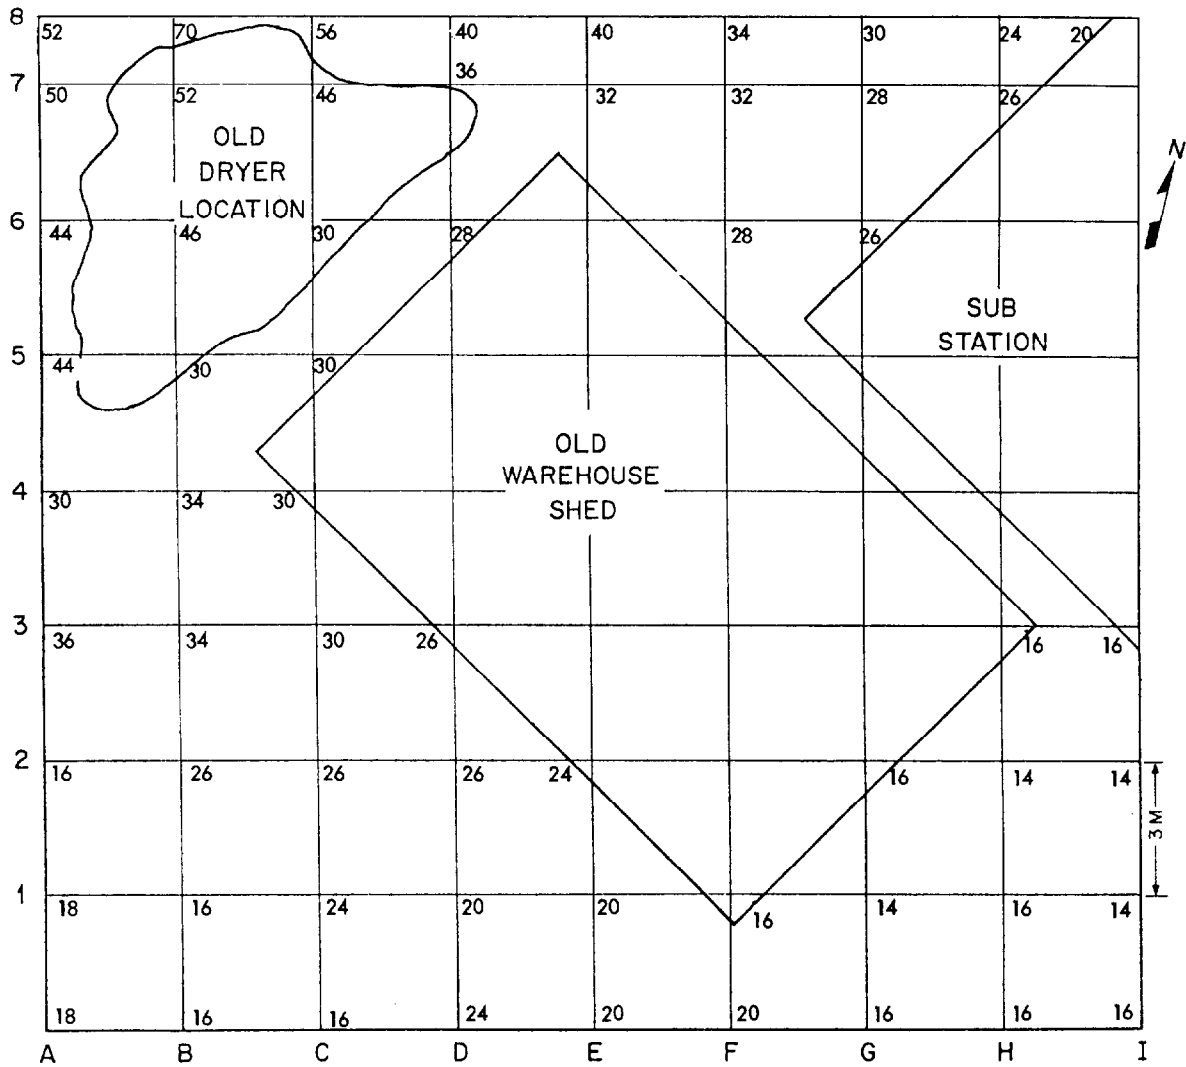 8
52 70 56 40 40 34 30 24 20
7
36
50 52 46 32 32 28 26
OLD
DRYER
LOCATION
N
6
44 46 30 28 28 26
SUB
STATION
5
44 30 30
OLD
WAREHOUSE
SHED
4
30 34 30
3
36 34 30 26 16 16
2
16 26 26 26 24 16 14 14
3 M
1
18 16 24 20 20 16 14 16 14
18 16 16 24 20 20 16 16 16
A B C D E F G H I